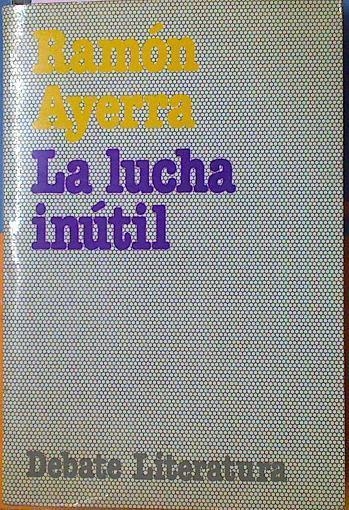 Ramón
Ayerra
La lucha
inútil
Debate Literatura